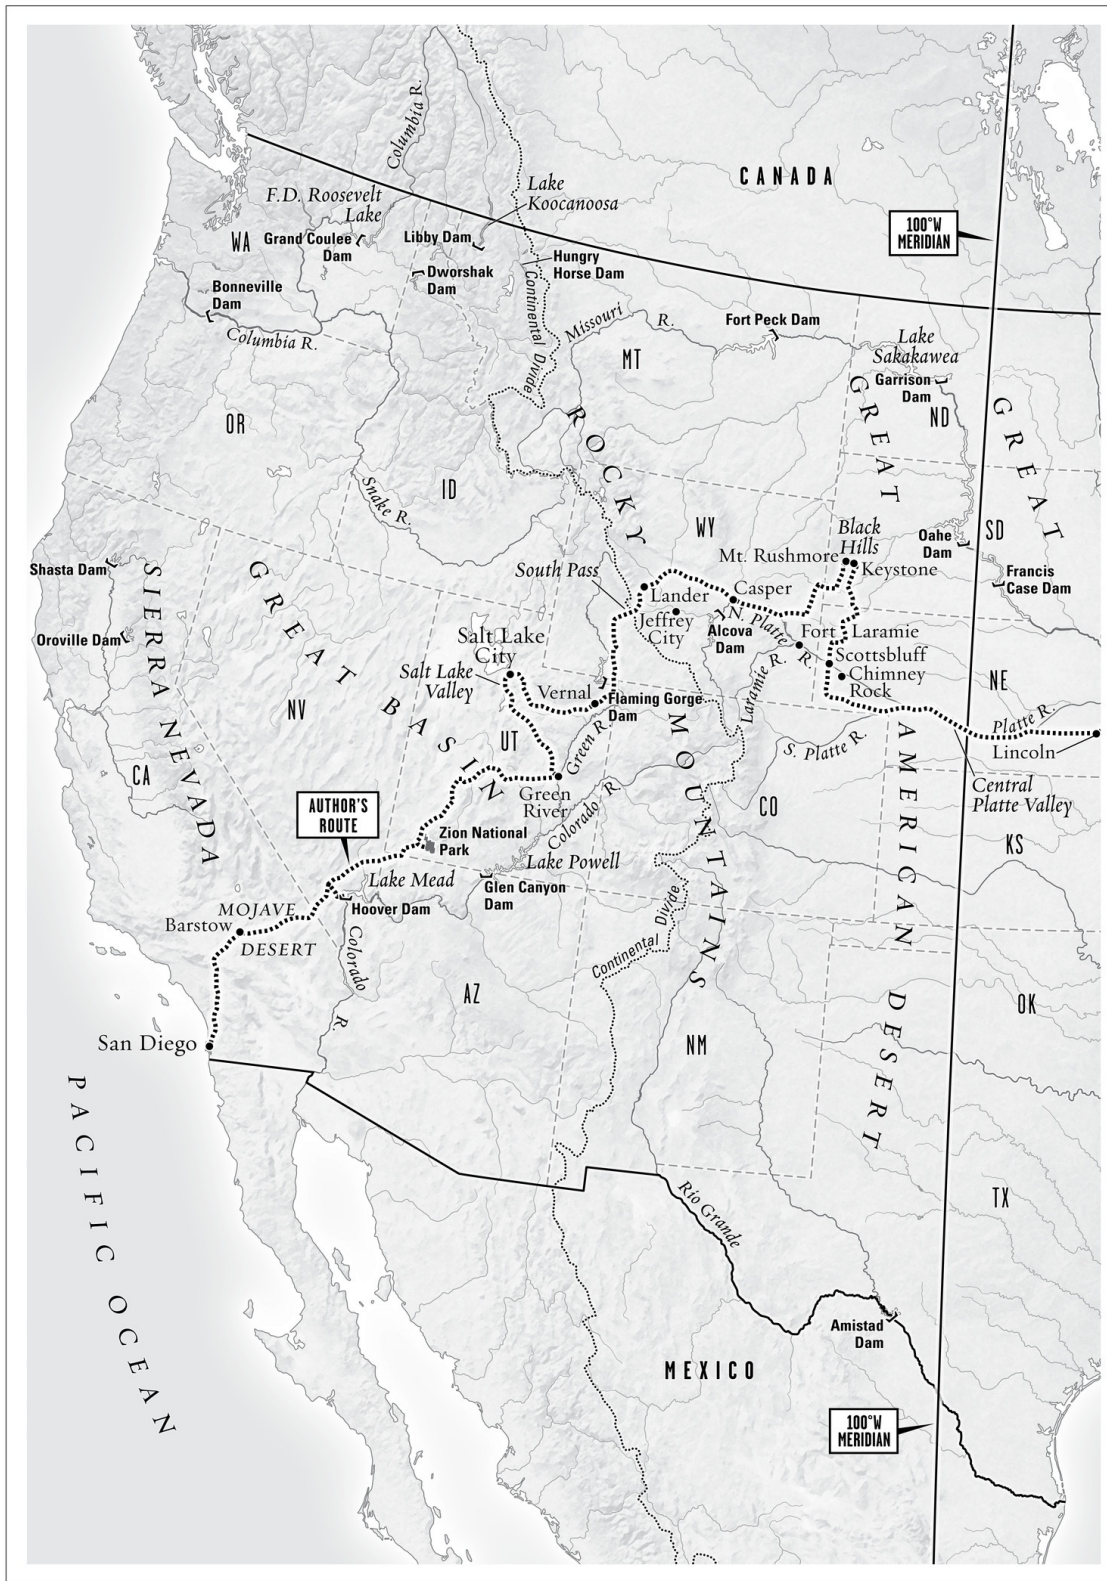 Columbia R.
CANADA
Lake
Koocanoosa
F.D. Roosevelt
Lake
100°W
MERIDIAN
WA
Grand Coulee
Dam
Libby Dam
Hungry
Horse Dam
Dworshak
Dam
Bonneville
Dam
Columbia R.
Continental Divide
Missouri R.
Fort Peck Dam
Lake
Sakakawea
MT
Garrison
Dam
ND
OR
ROCKY MOUNTAINS
GREAT AMERICAN DESERT
GREAT
ID
Snake R.
WY
Black
Hills
Mt. Rushmore
Keystone
Oahe
Dam
SD
Francis
Case Dam
Shasta Dam
SIERRA NEVADA
GREAT BASIN
South Pass
Lander
Casper
Jeffrey
City
Alcova
Dam
N. Platte R.
Fort Laramie
Oroville Dam
Salt Lake
City
Salt Lake
Valley
Laramie R.
Scottsbluff
Chimney
Rock
NE
Vernal
Flaming Gorge
Dam
NV
UT
Green R.
S. Platte R.
Platte R.
Lincoln
CA
Green
River
Colorado R.
CO
Central
Platte Valley
AUTHOR'S
ROUTE
Zion National
Park
KS
Lake Powell
Lake Mead
Glen Canyon
Dam
Hoover Dam
MOJAVE
DESERT
Barstow
Colorado R.
Continental Divide
AZ
OK
San Diego
NM
PACIFIC OCEAN
TX
Rio Grande
Amistad
Dam
MEXICO
100°W
MERIDIAN